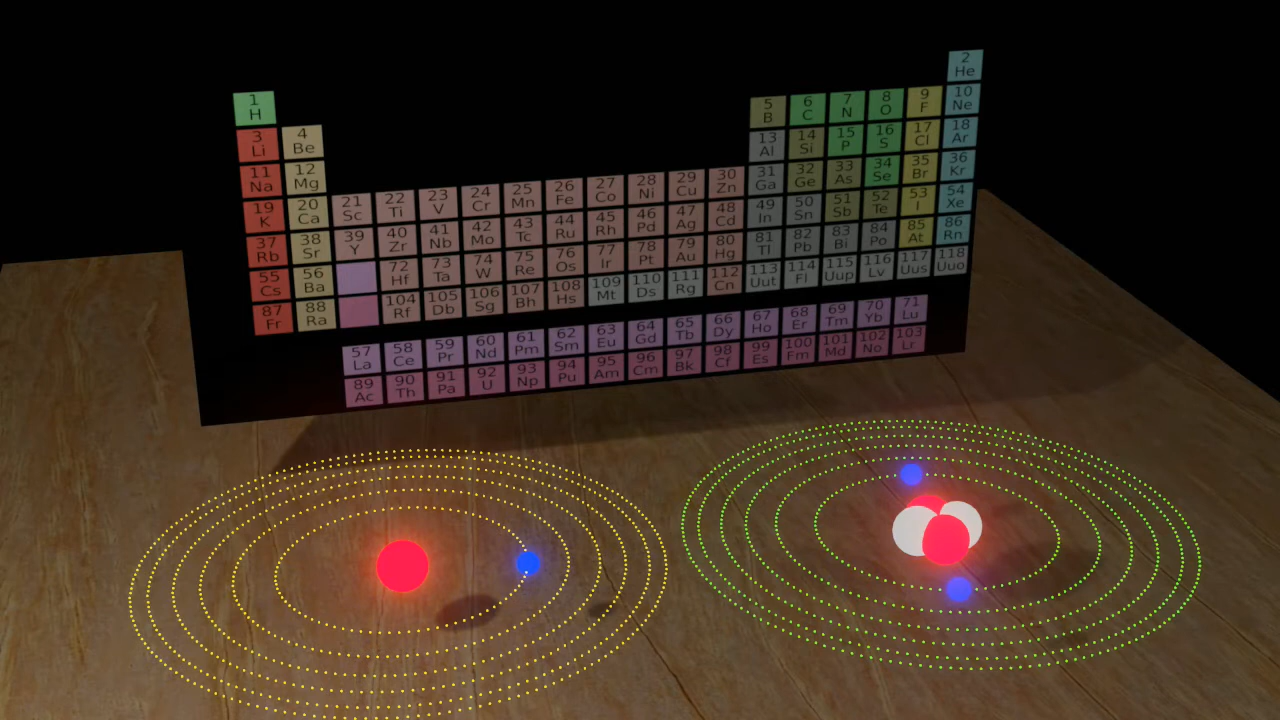 1 H
2 He
3 Li
4 Be
5 B
6 C
7 N
8 O
9 F
10 Ne
11 Na
12 Mg
13 Al
14 Si
15 P
16 S
17 Cl
18 Ar
19 K
20 Ca
21 Sc
22 Ti
23 V
24 Cr
25 Mn
26 Fe
27 Co
28 Ni
29 Cu
30 Zn
31 Ga
32 Ge
33 As
34 Se
35 Br
36 Kr
37 Rb
38 Sr
39 Y
40 Zr
41 Nb
42 Mo
43 Tc
44 Ru
45 Rh
46 Pd
47 Ag
48 Cd
49 In
50 Sn
51 Sb
52 Te
53 I
54 Xe
55 Cs
56 Ba
72 Hf
73 Ta
74 W
75 Re
76 Os
77 Ir
78 Pt
79 Au
80 Hg
81 Tl
82 Pb
83 Bi
84 Po
85 At
86 Rn
87 Fr
88 Ra
104 Rf
105 Db
106 Sg
107 Bh
108 Hs
109 Mt
110 Ds
111 Rg
112 Cn
113 Uut
114 Fl
115 Uup
116 Lv
117 Uus
118 Uuo
57 La
58 Ce
59 Pr
60 Nd
61 Pm
62 Sm
63 Eu
64 Gd
65 Tb
66 Dy
67 Ho
68 Er
69 Tm
70 Yb
71 Lu
89 Ac
90 Th
91 Pa
92 U
93 Np
94 Pu
95 Am
96 Cm
97 Bk
98 Cf
99 Es
100 Fm
101 Md
102 No
103 Lr